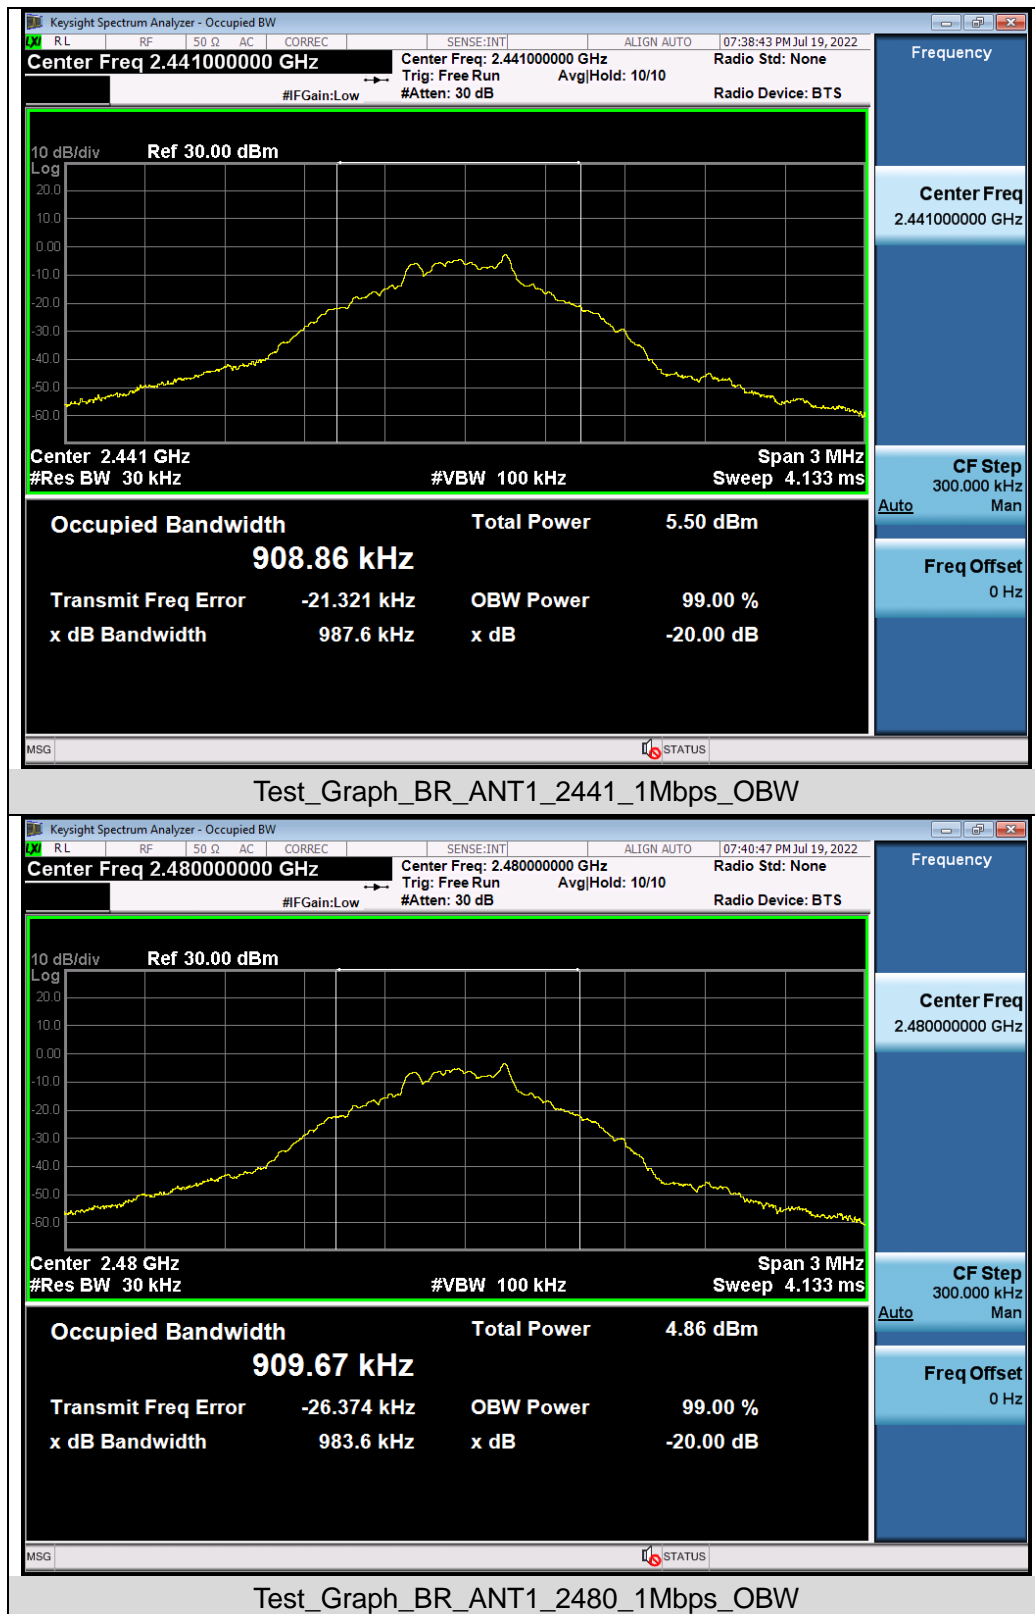 Keysight Spectrum Analyzer - Occupied BW
LXI RL RF 50 Ω AC CORREC SENSE:INT ALIGN AUTO 07:38:43 PM Jul 19, 2022
Center Freq 2.441000000 GHz
Center Freq: 2.441000000 GHz Radio Std: None
Trig: Free Run Avg|Hold: 10/10
#IFGain:Low #Atten: 30 dB Radio Device: BTS
Frequency
10 dB/div Ref 30.00 dBm
Log
20.0
10.0
0.00
-10.0
-20.0
-30.0
-40.0
-50.0
-60.0
Center 2.441 GHz Span 3 MHz
#Res BW 30 kHz #VBW 100 kHz Sweep 4.133 ms
Center Freq
2.441000000 GHz
CF Step
300.000 kHz
Auto Man
Freq Offset
0 Hz
Occupied Bandwidth Total Power 5.50 dBm
908.86 kHz
Transmit Freq Error -21.321 kHz OBW Power 99.00 %
x dB Bandwidth 987.6 kHz x dB -20.00 dB
MSG STATUS
Test_Graph_BR_ANT1_2441_1Mbps_OBW
Keysight Spectrum Analyzer - Occupied BW
LXI RL RF 50 Ω AC CORREC SENSE:INT ALIGN AUTO 07:40:47 PM Jul 19, 2022
Center Freq 2.480000000 GHz
Center Freq: 2.480000000 GHz Radio Std: None
Trig: Free Run Avg|Hold: 10/10
#IFGain:Low #Atten: 30 dB Radio Device: BTS
Frequency
10 dB/div Ref 30.00 dBm
Log
20.0
10.0
0.00
-10.0
-20.0
-30.0
-40.0
-50.0
-60.0
Center 2.48 GHz Span 3 MHz
#Res BW 30 kHz #VBW 100 kHz Sweep 4.133 ms
Center Freq
2.480000000 GHz
CF Step
300.000 kHz
Auto Man
Freq Offset
0 Hz
Occupied Bandwidth Total Power 4.86 dBm
909.67 kHz
Transmit Freq Error -26.374 kHz OBW Power 99.00 %
x dB Bandwidth 983.6 kHz x dB -20.00 dB
MSG STATUS
Test_Graph_BR_ANT1_2480_1Mbps_OBW